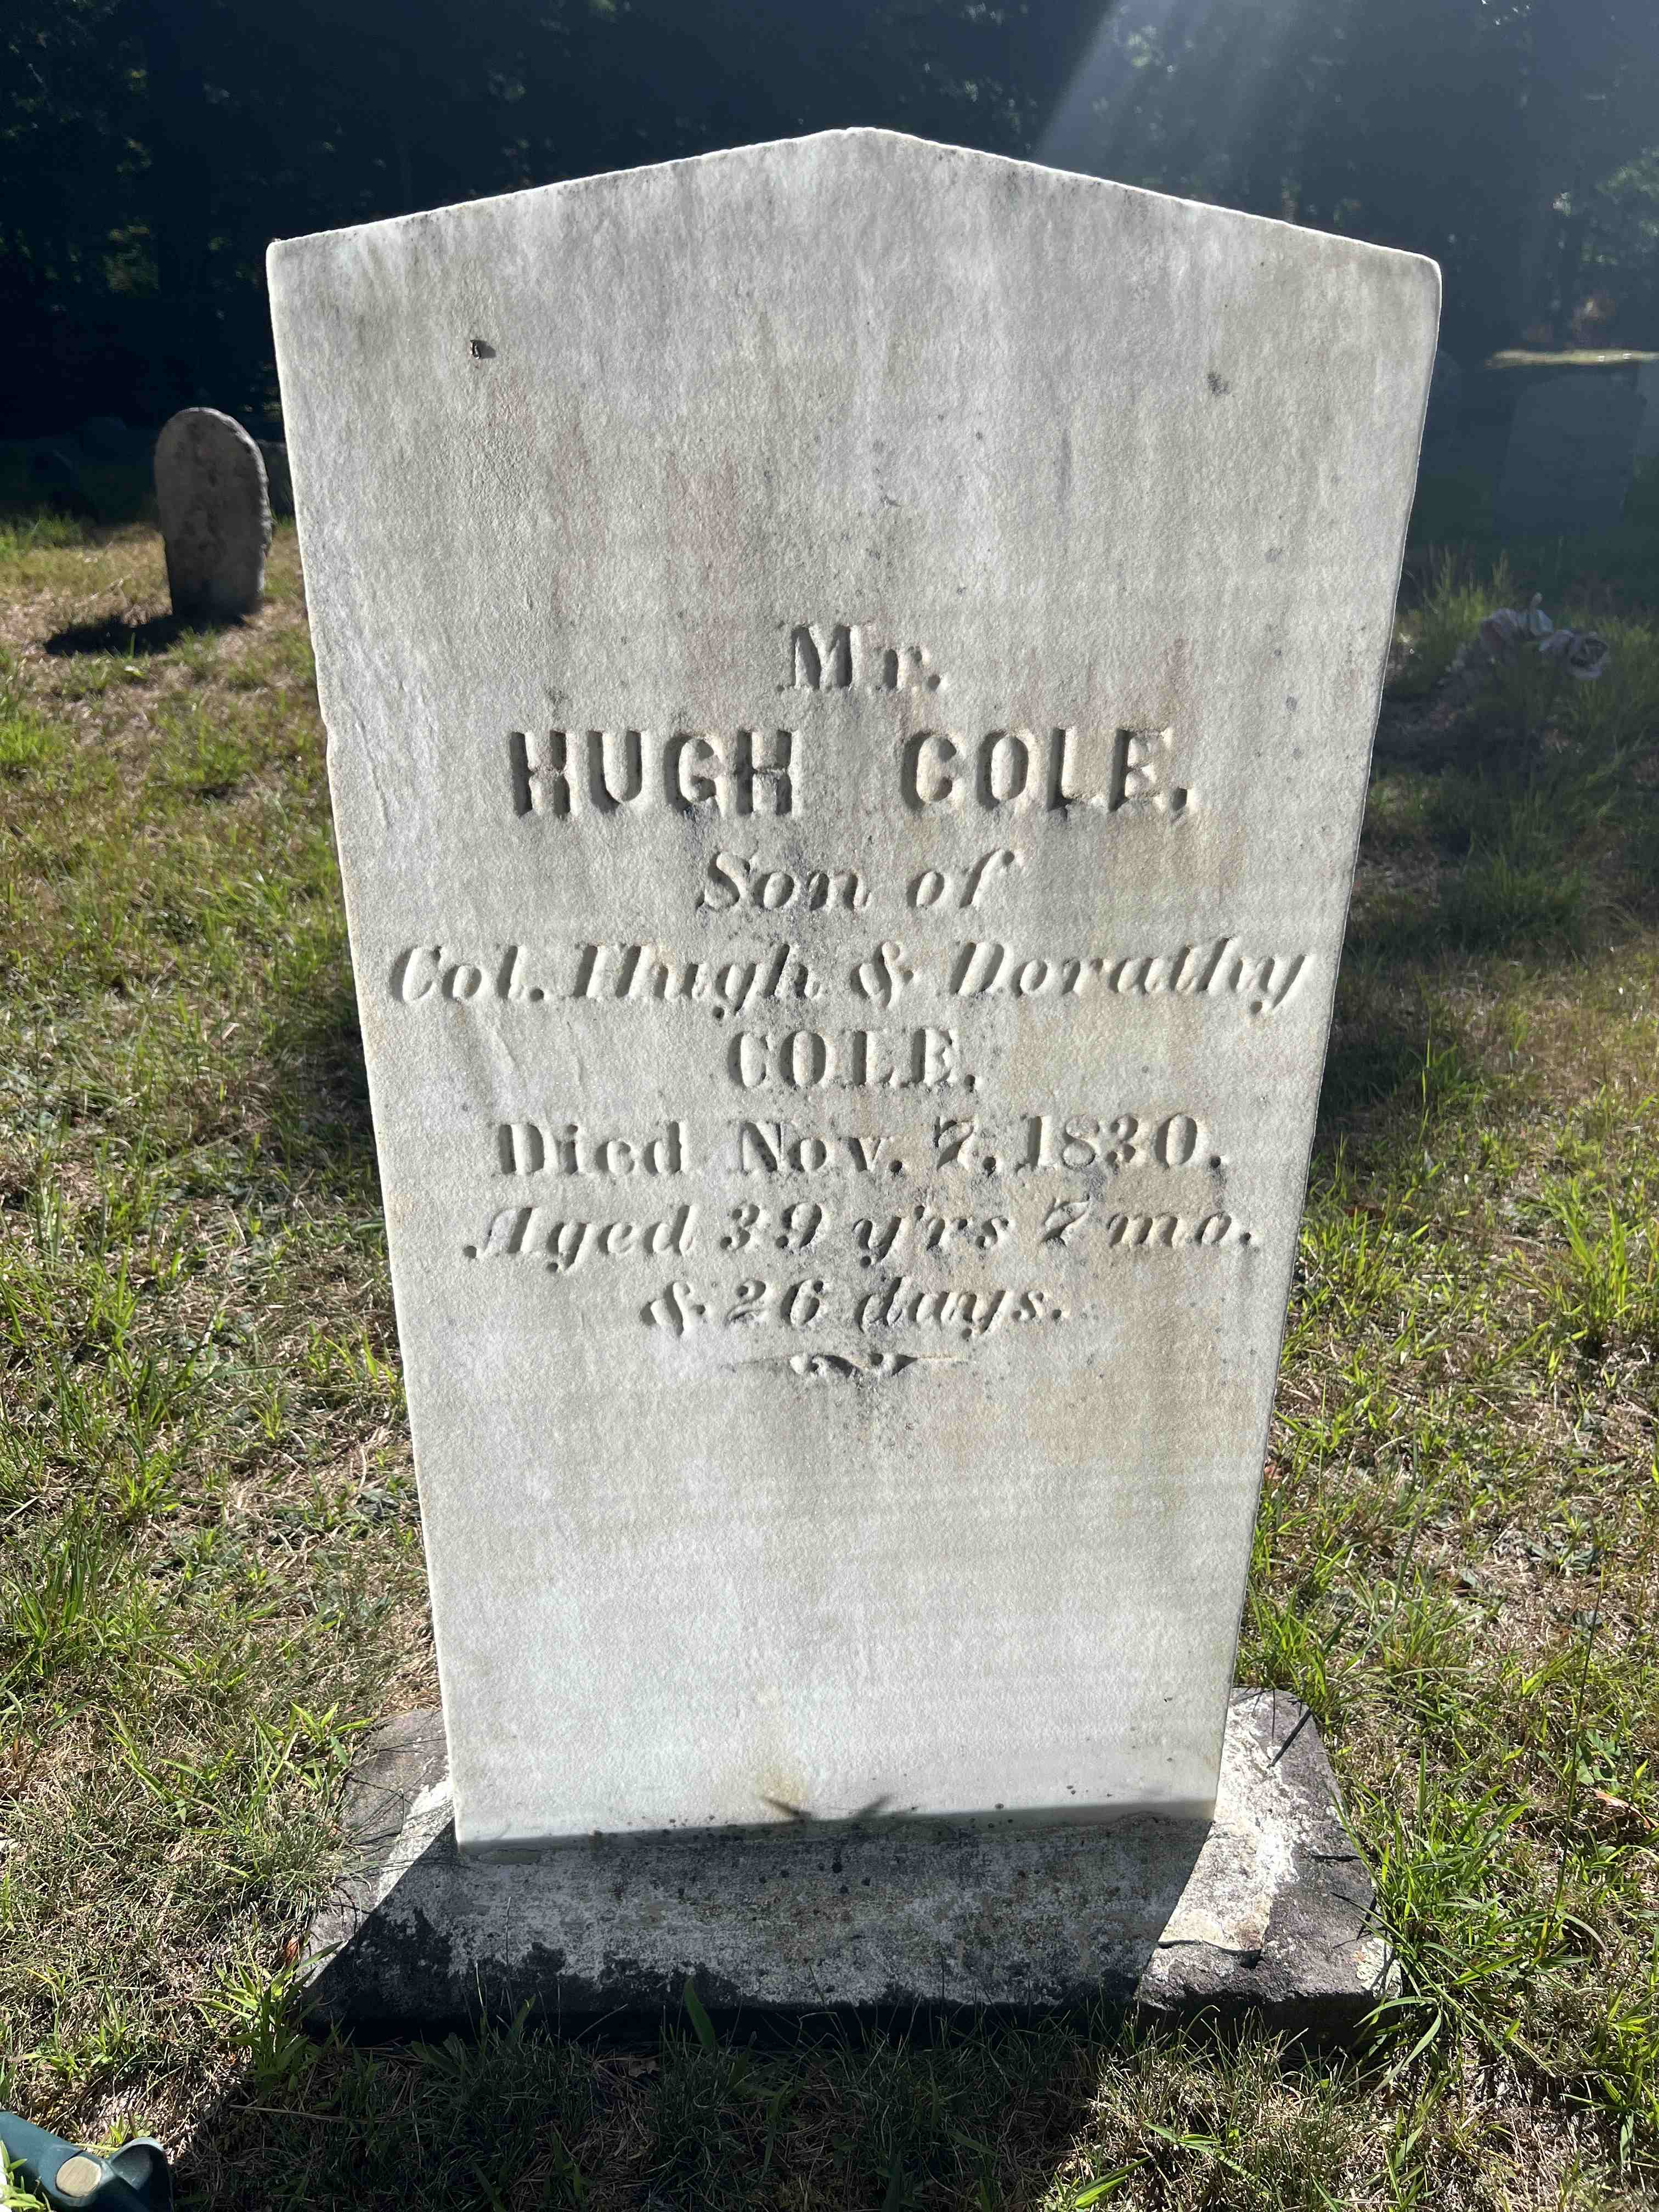 Mr.
HUGH COLE,
Son of
Col. Hugh & Dorathy
COLE,
Died Nov. 7, 1830,
Aged 39 y'rs 7 mo.
& 26 days.